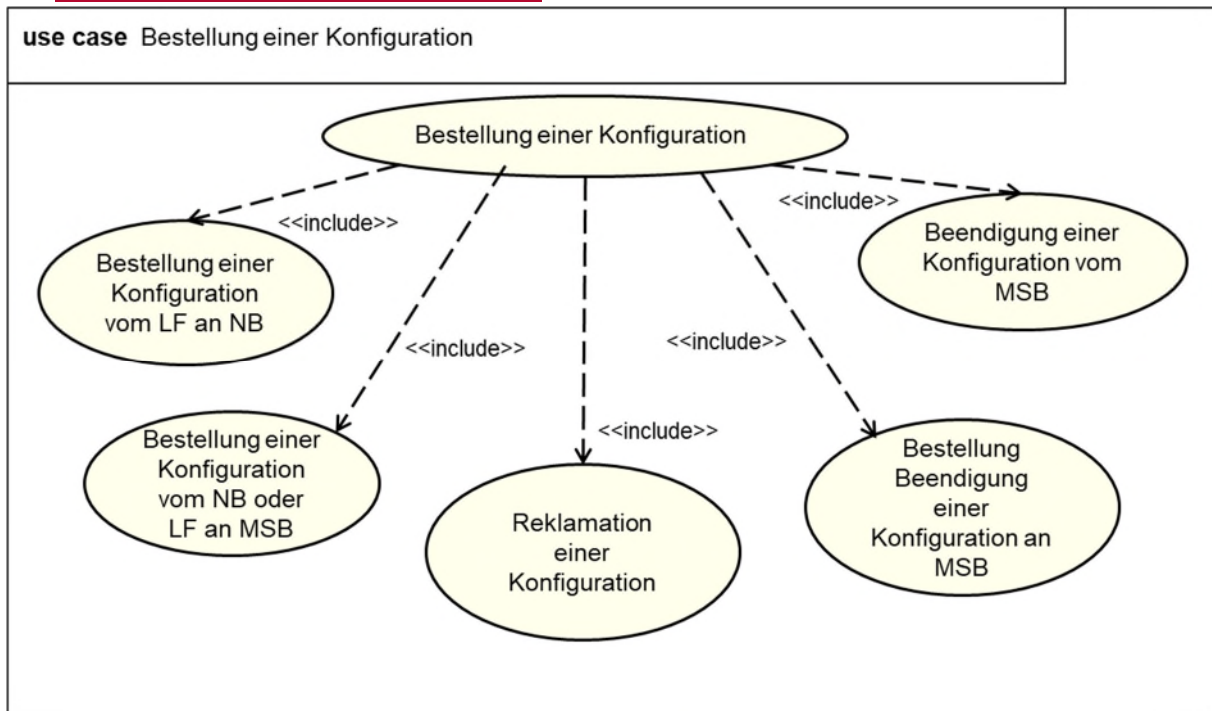 use case Bestellung einer Konfiguration
Bestellung einer Konfiguration
<<include>>
<<include>>
Bestellung einer
Konfiguration
vom LF an NB
Beendigung einer
Konfiguration vom
MSB
<<include>>
<<include>>
<<include>>
Bestellung einer
Konfiguration
vom NB oder
LF an MSB
Reklamation
einer
Konfiguration
Bestellung
Beendigung
einer
Konfiguration an
MSB